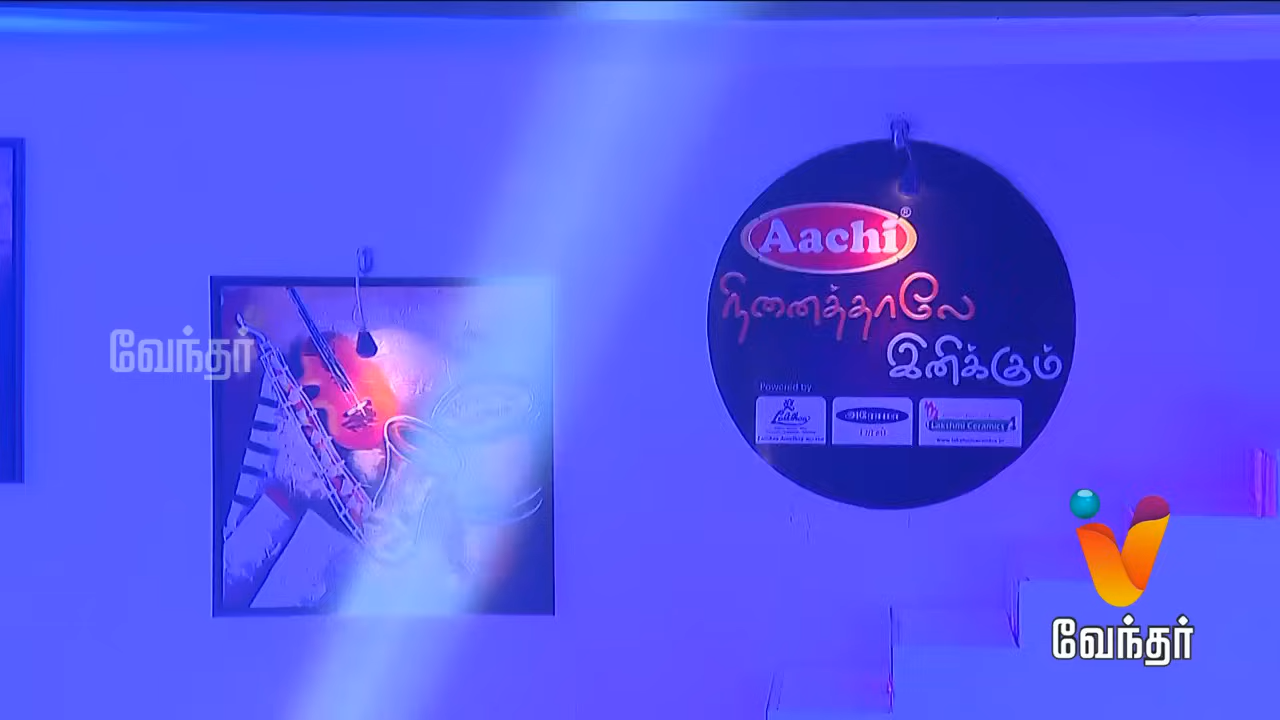 Aachi®
நினைத்தாலே
இனிக்கும்
Powered by
Lakshmi Ceramics
வேந்தர்
வேந்தர்